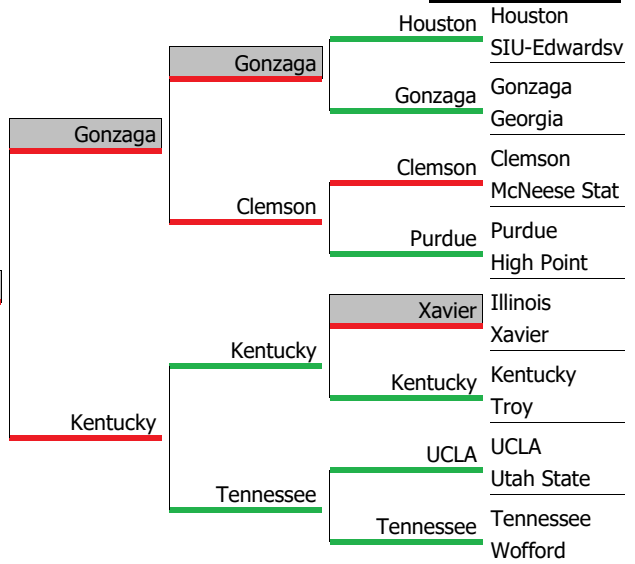 Houston
Houston
SIU-Edwardsv
Gonzaga
Gonzaga
Gonzaga
Georgia
Gonzaga
Clemson
Clemson
McNeese Stat
Clemson
Purdue
Purdue
High Point
Xavier
Illinois
Xavier
Kentucky
Kentucky
Kentucky
Troy
Kentucky
UCLA
UCLA
Utah State
Tennessee
Tennessee
Tennessee
Wofford